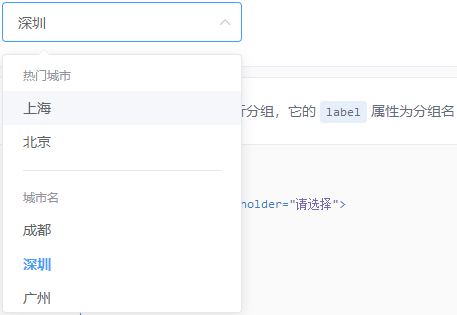 深圳
热门城市
上海
行分组，它的 label 属性为分组名
北京
城市名
holder="请选择">
成都
深圳
广州